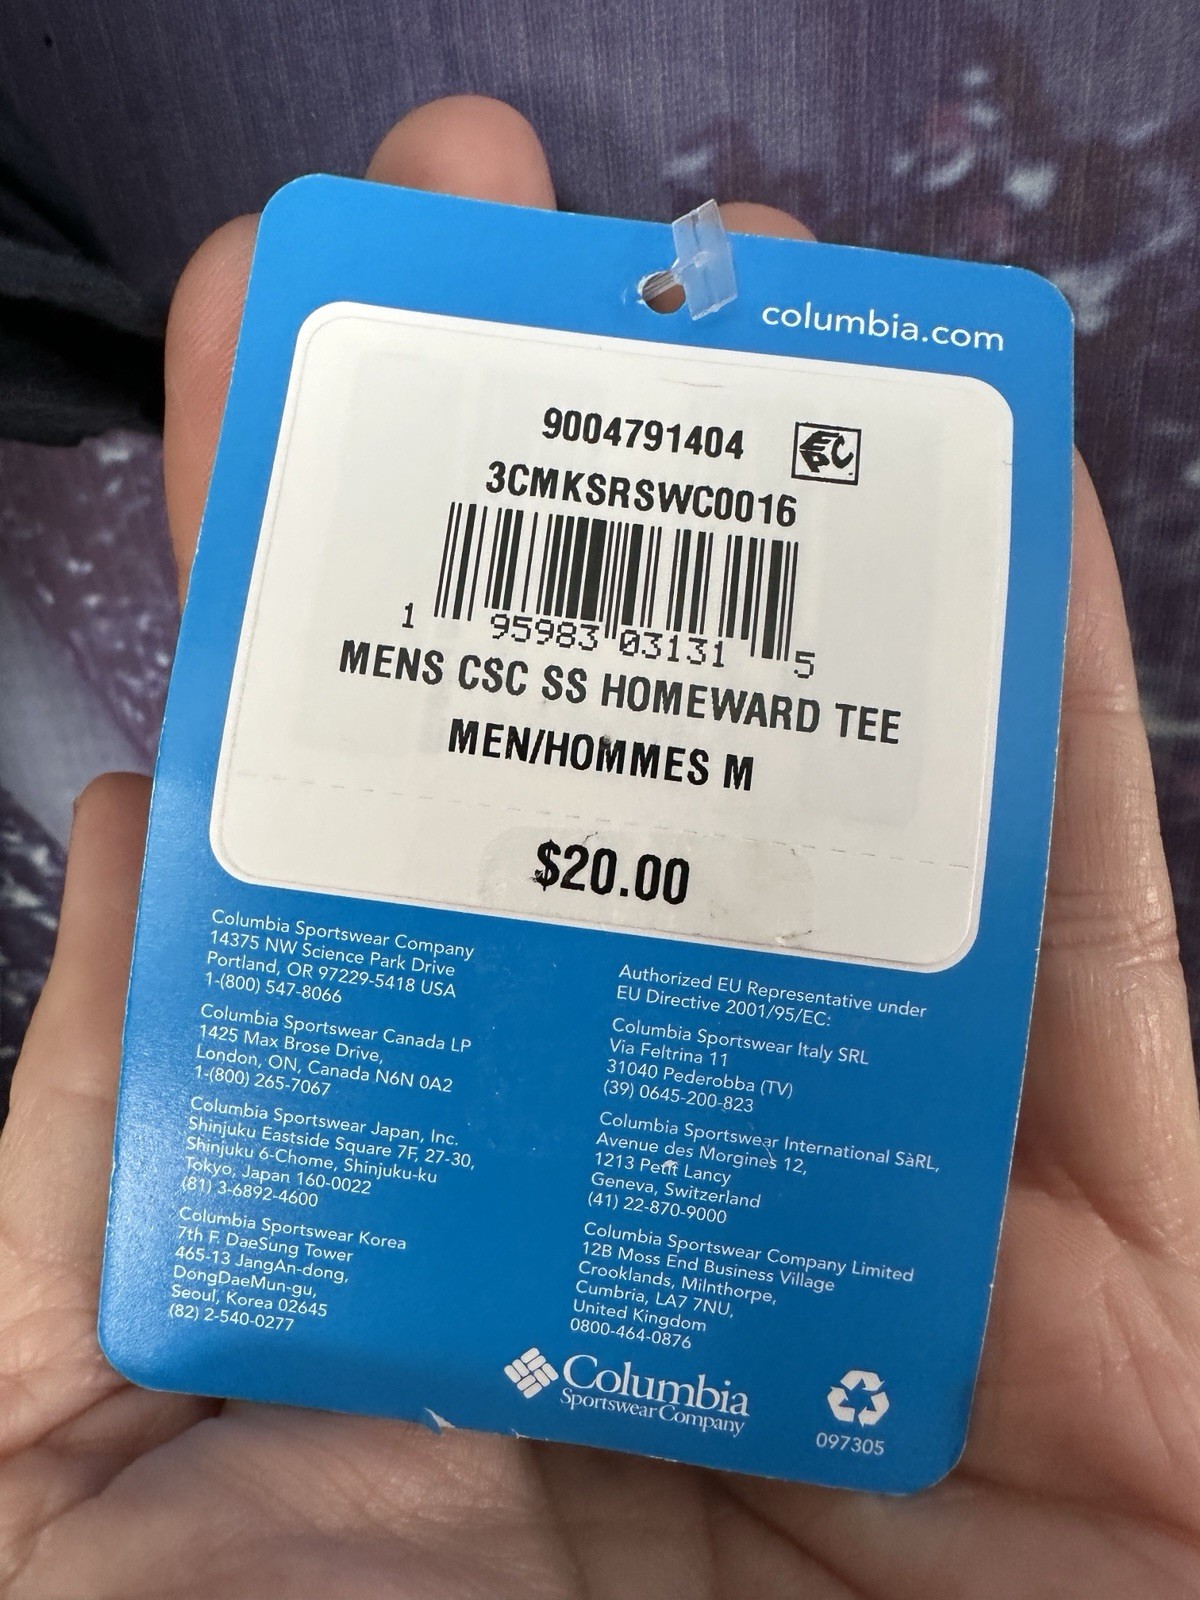 columbia.com
9004791404
EPC
3CMKSRSWC0016
1 95983 03131 5
MENS CSC SS HOMEWARD TEE
MEN/HOMMES M
$20.00
Columbia Sportswear Company
14375 NW Science Park Drive
Portland, OR 97229-5418 USA
1-(800) 547-8066
Columbia Sportswear Canada LP
1425 Max Brose Drive,
London, ON, Canada N6N 0A2
1-(800) 265-7067
Columbia Sportswear Japan, Inc.
Shinjuku Eastside Square 7F, 27-30,
Shinjuku 6-Chome, Shinjuku-ku
Tokyo, Japan 160-0022
(81) 3-6892-4600
Columbia Sportswear Korea
7th F. DaeSung Tower
465-13 JangAn-dong,
DongDaeMun-gu,
Seoul, Korea 02645
(82) 2-540-0277
Authorized EU Representative under
EU Directive 2001/95/EC:
Columbia Sportswear Italy SRL
Via Feltrina 11
31040 Pederobba (TV)
(39) 0645-200-823
Columbia Sportswear International SàRL,
Avenue des Morgines 12,
1213 Petit Lancy
Geneva, Switzerland
(41) 22-870-9000
Columbia Sportswear Company Limited
12B Moss End Business Village
Crooklands, Milnthorpe,
Cumbria, LA7 7NU,
United Kingdom
0800-464-0876
Columbia
Sportswear Company
097305